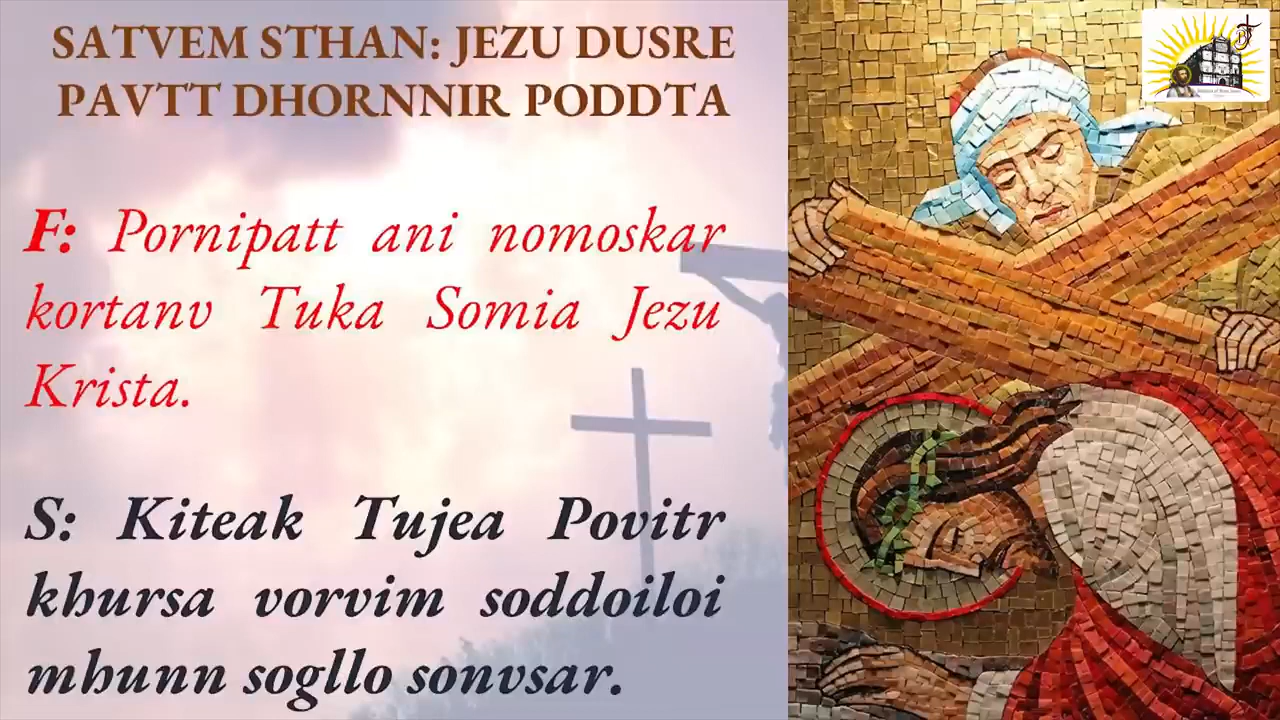 SATVEM STHAN: JEZU DUSRE
PAVTT DHORNNIR PODDTA
F: Pornipatt ani nomoskar
kortanv Tuka Somia Jezu
Krista.
S: Kiteak Tujea Povitr
khursa vorvim soddoiloi
mhunn sogllo sonvsar.